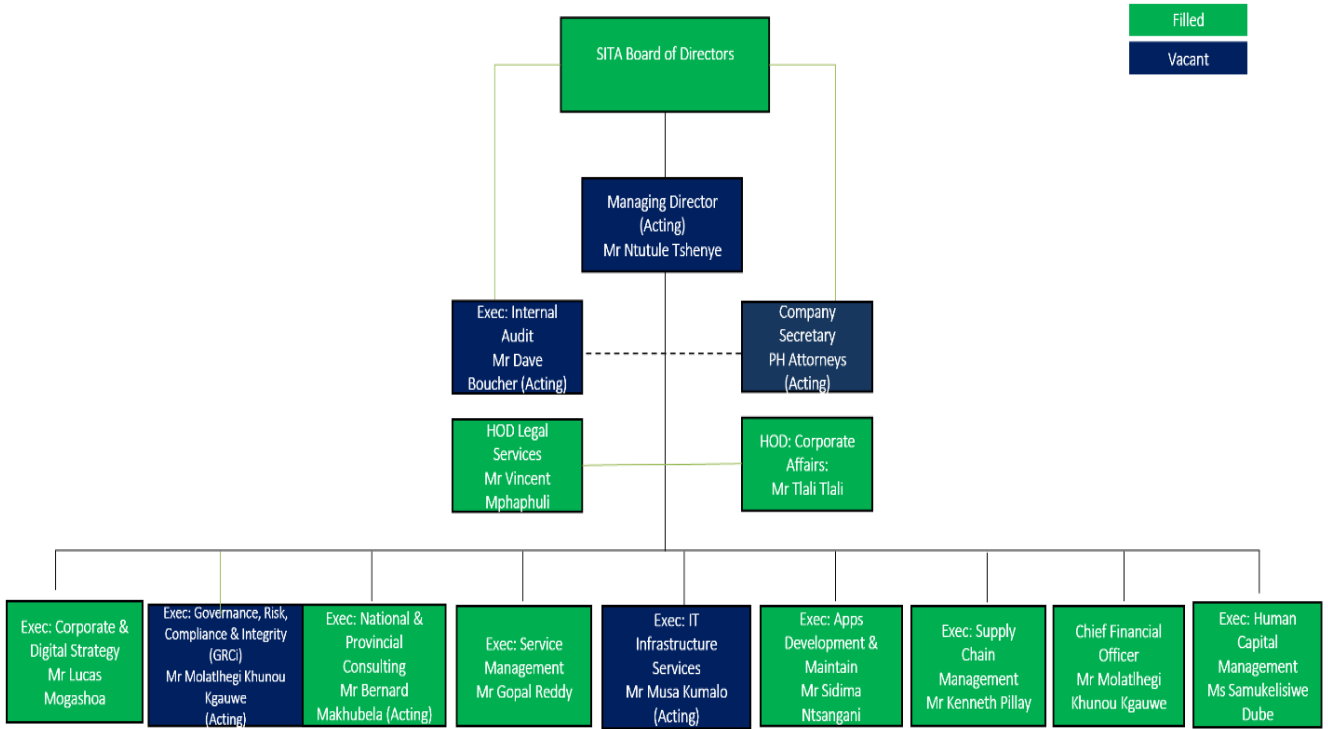 Filled
Vacant
SITA Board of Directors
Managing Director
(Acting)
Mr Ntutule Tshenye
Exec: Internal
Audit
Mr Dave
Boucher (Acting)
Company
Secretary
PH Attorneys
(Acting)
HOD Legal
Services
Mr Vincent
Mphaphuli
HOD: Corporate
Affairs:
Mr Tlali Tlali
Exec: Corporate &
Digital Strategy
Mr Lucas
Mogashoa
Exec: Governance, Risk,
Compliance & Integrity
(GRCi)
Mr Molatlhegi Khunou
Kgauwe
(Acting)
Exec: National &
Provincial
Consulting
Mr Bernard
Makhubela (Acting)
Exec: Service
Management
Mr Gopal Reddy
Exec: IT
Infrastructure
Services
Mr Musa Kumalo
(Acting)
Exec: Apps
Development &
Maintain
Mr Sidima
Ntsangani
Exec: Supply
Chain
Management
Mr Kenneth Pillay
Chief Financial
Officer
Mr Molatlhegi
Khunou Kgauwe
Exec: Human
Capital
Management
Ms Samukelisiwe
Dube